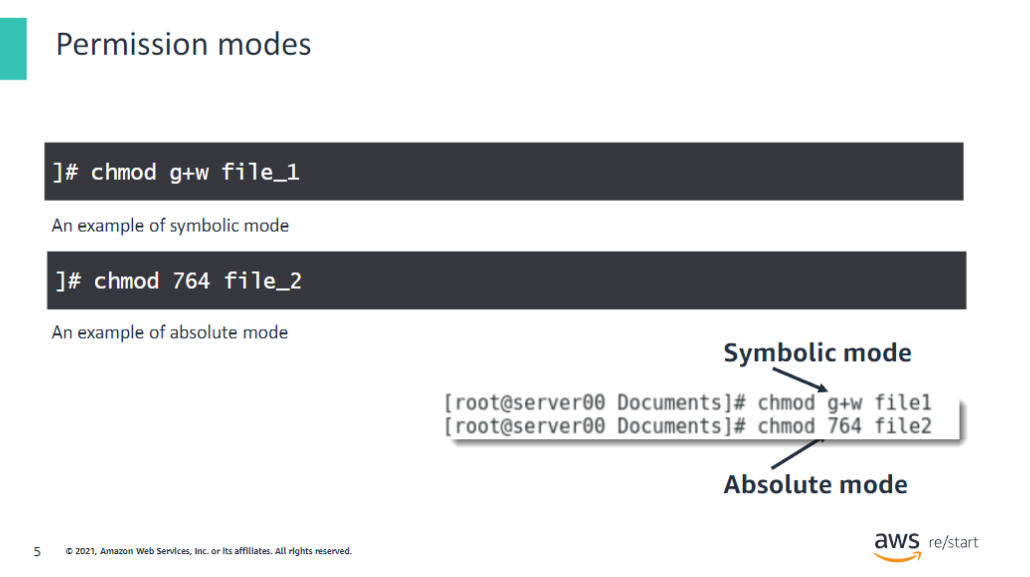 Permission modes
]# chmod g+w file_1
An example of symbolic mode
]# chmod 764 file_2
An example of absolute mode
Symbolic mode
[root@server00 Documents]# chmod g+w file1
[root@server00 Documents]# chmod 764 file2
Absolute mode
5
© 2021, Amazon Web Services, Inc. or its affiliates. All rights reserved.
aws re/start